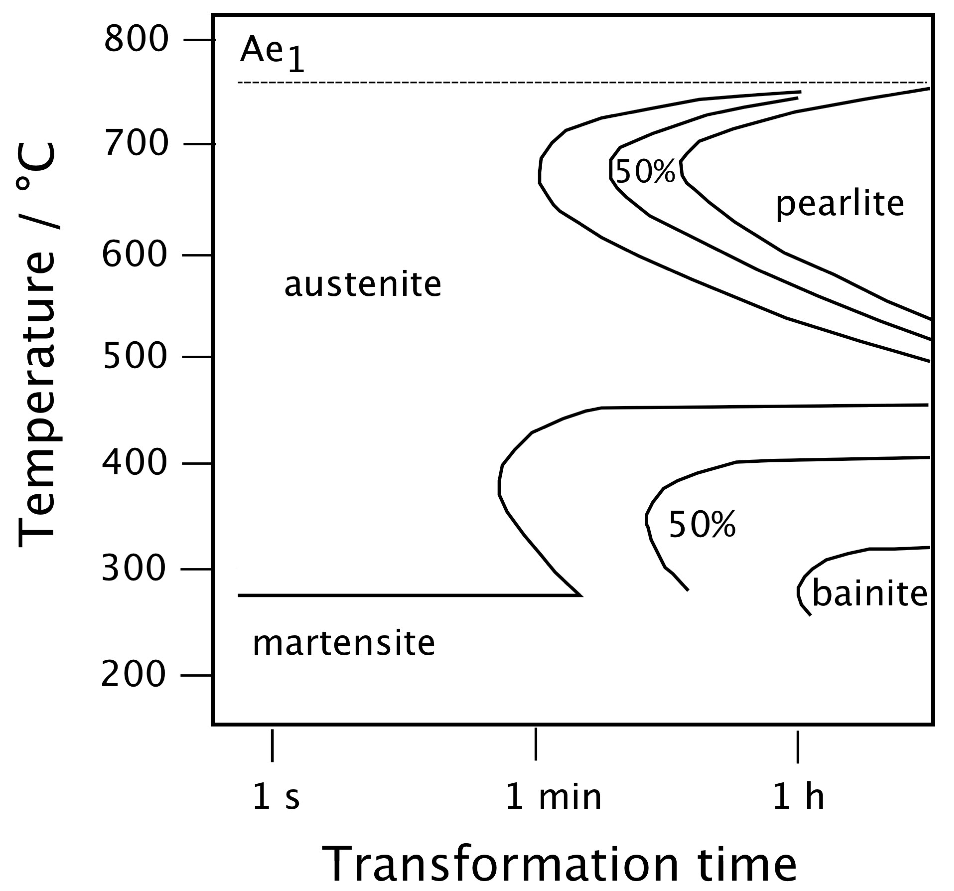 800
Ae1
700
50%
pearlite
600
austenite
500
400
50%
300
bainite
martensite
200
1 s
1 min
1 h
Transformation time
Temperature / °C